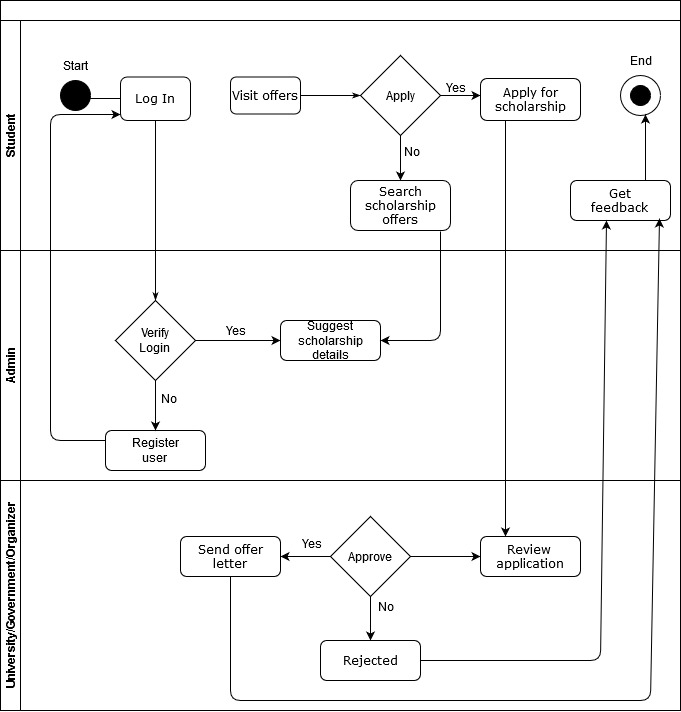 Student
Start
Log In
Visit offers
Apply
Yes
Apply for
scholarship
End
No
Search
scholarship
offers
Get
feedback
Admin
Verify
Login
Yes
Suggest
scholarship
details
No
Register
user
University/Government/Organizer
Send offer
letter
Yes
Approve
Review
application
No
Rejected